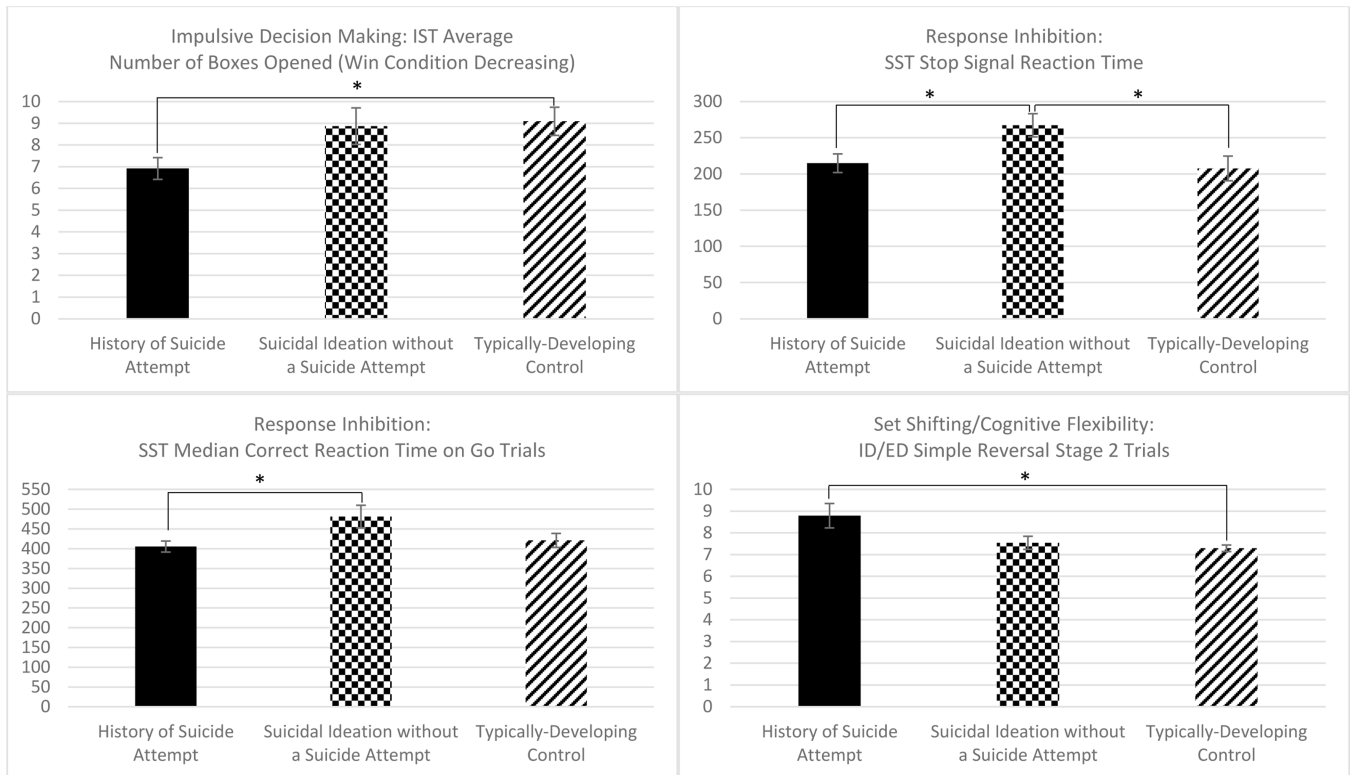 Impulsive Decision Making: IST Average
Number of Boxes Opened (Win Condition Decreasing)
*
10
9
8
7
6
5
4
3
2
1
0
History of Suicide
Attempt
Suicidal Ideation without
a Suicide Attempt
Typically-Developing
Control
Response Inhibition:
SST Stop Signal Reaction Time
*
*
300
250
200
150
100
50
0
History of Suicide
Attempt
Suicidal Ideation without
a Suicide Attempt
Typically-Developing
Control
Response Inhibition:
SST Median Correct Reaction Time on Go Trials
*
550
500
450
400
350
300
250
200
150
100
50
0
History of Suicide
Attempt
Suicidal Ideation without
a Suicide Attempt
Typically-Developing
Control
Set Shifting/Cognitive Flexibility:
ID/ED Simple Reversal Stage 2 Trials
*
10
9
8
7
6
5
4
3
2
1
0
History of Suicide
Attempt
Suicidal Ideation without
a Suicide Attempt
Typically-Developing
Control